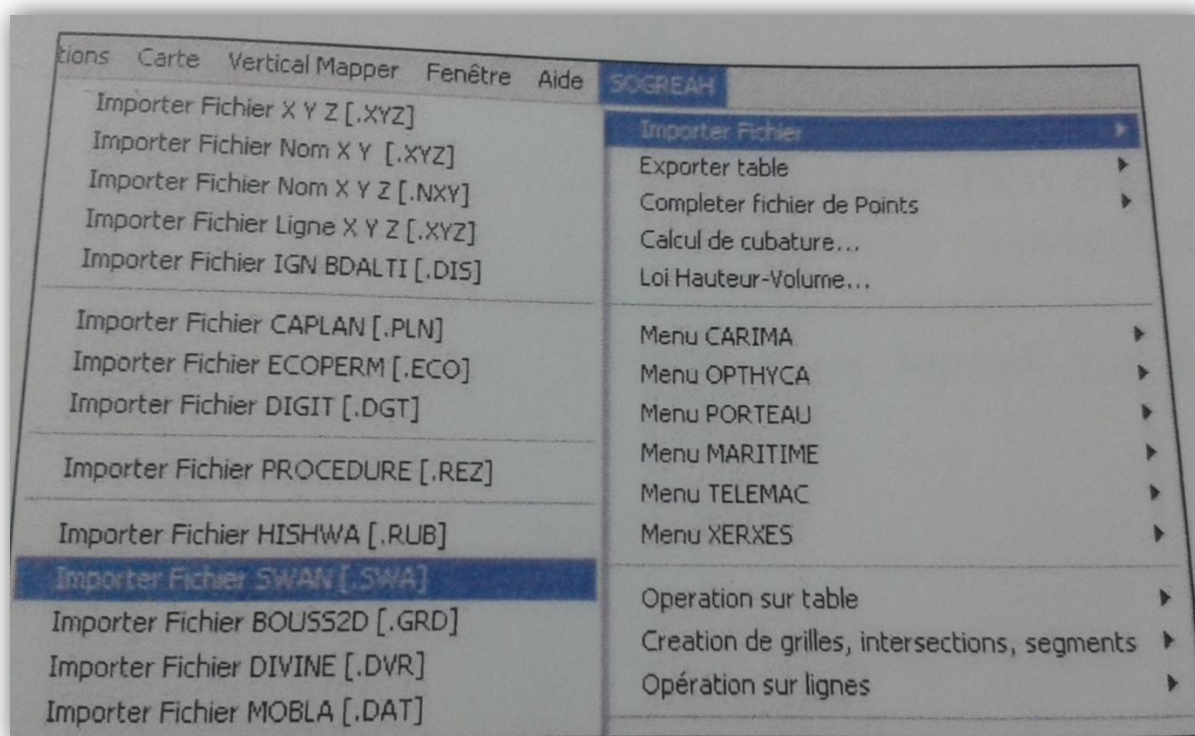 tions Carte Vertical Mapper Fenêtre Aide SOGREAH
Importer Fichier X Y Z [.XYZ]
Importer Fichier Nom X Y [.XYZ]
Importer Fichier Nom X Y Z [.NXY]
Importer Fichier Ligne X Y Z [.XYZ]
Importer Fichier IGN BDALTI [.DIS]
Importer Fichier CAPLAN [.PLN]
Importer Fichier ECOPERM [.ECO]
Importer Fichier DIGIT [.DGT]
Importer Fichier PROCEDURE [.REZ]
Importer Fichier HISHWA [.RUB]
Importer Fichier SWAN [.SWA]
Importer Fichier BOUSS2D [.GRD]
Importer Fichier DIVINE [.DVR]
Importer Fichier MOBLA [.DAT]
Importer Fichier
Exporter table
Completer fichier de Points
Calcul de cubature...
Loi Hauteur-Volume...
Menu CARIMA
Menu OPTHYCA
Menu PORTEAU
Menu MARITIME
Menu TELEMAC
Menu XERXES
Operation sur table
Creation de grilles, intersections, segments
Opération sur lignes